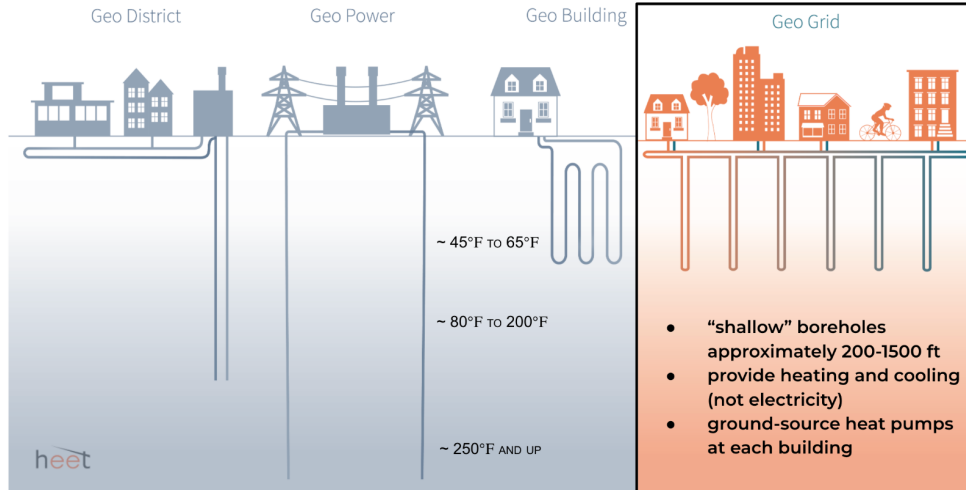 Geo District
Geo Power
Geo Building
Geo Grid
~ 45°F TO 65°F
~ 80°F TO 200°F
~ 250°F AND UP
heet
● “shallow” boreholes
approximately 200-1500 ft
● provide heating and cooling
(not electricity)
● ground-source heat pumps
at each building